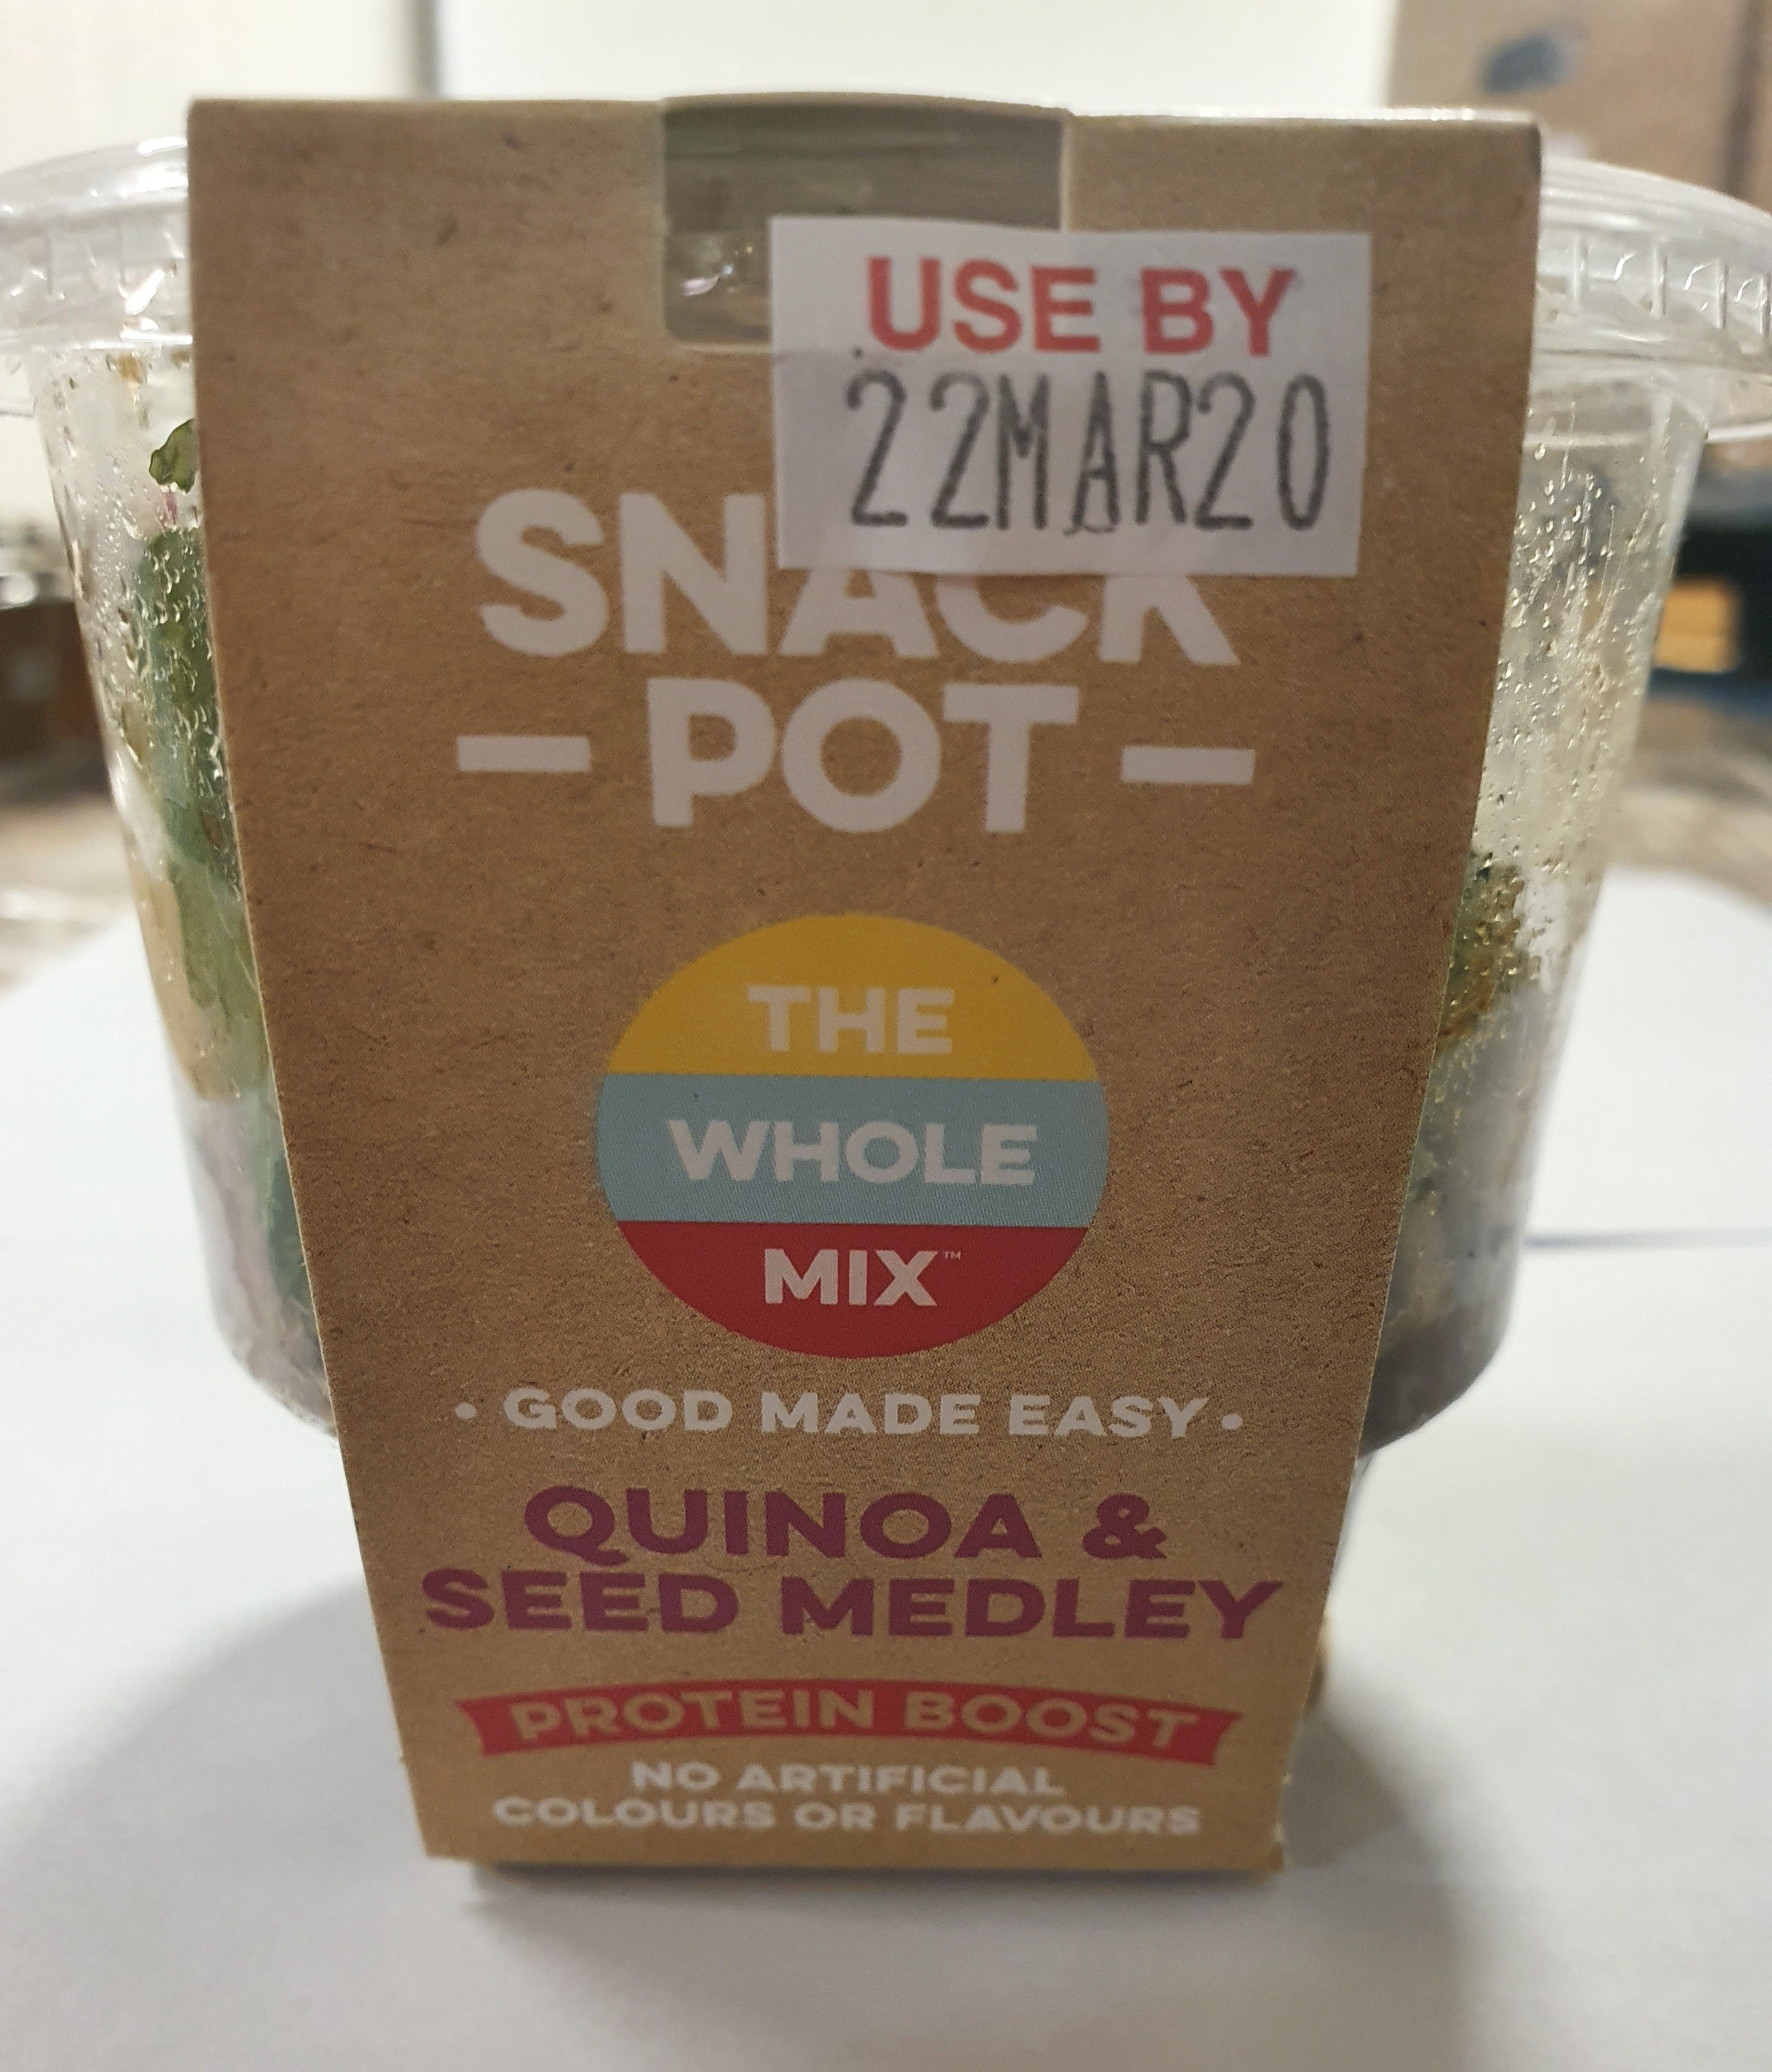 USE BY
22MAR20
SNACK
- POT -
THE
WHOLE
MIX™
• GOOD MADE EASY •
QUINOA &
SEED MEDLEY
PROTEIN BOOST
NO ARTIFICIAL
COLOURS OR FLAVOURS